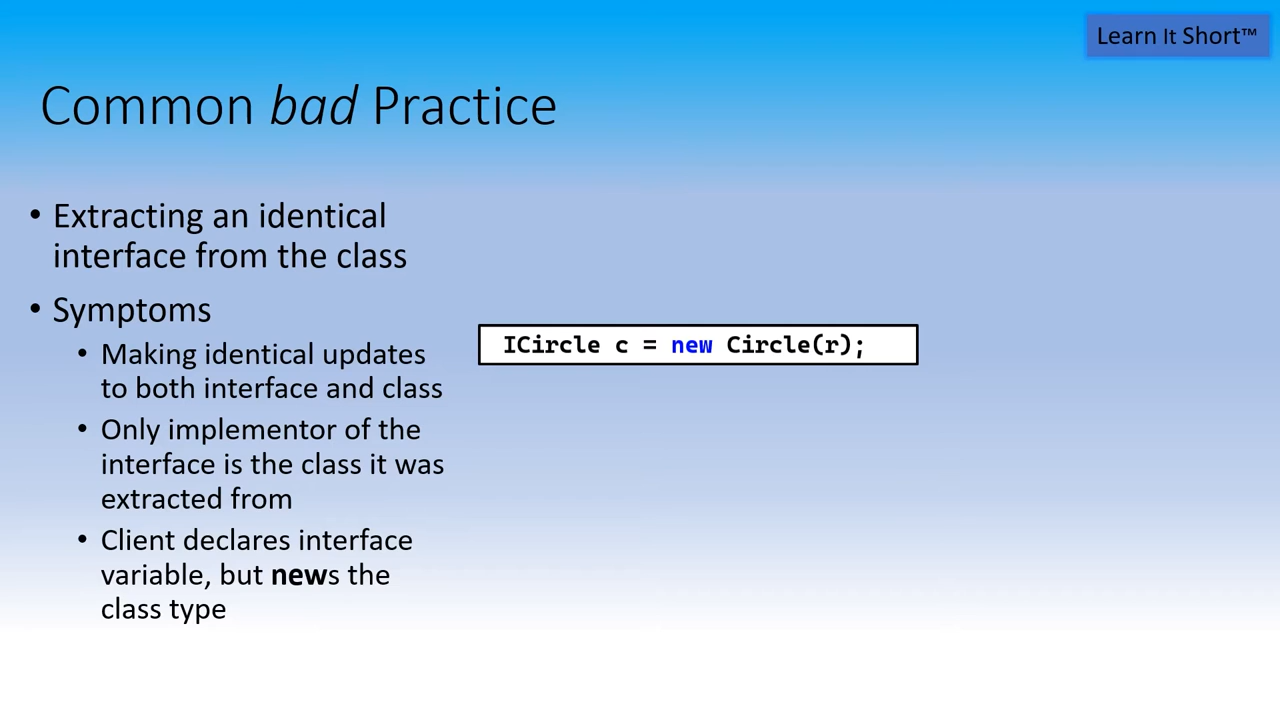 Learn It Short™
Common bad Practice
• Extracting an identical
interface from the class
• Symptoms
• Making identical updates
to both interface and class
• Only implementor of the
interface is the class it was
extracted from
• Client declares interface
variable, but news the
class type
ICircle c = new Circle(r);